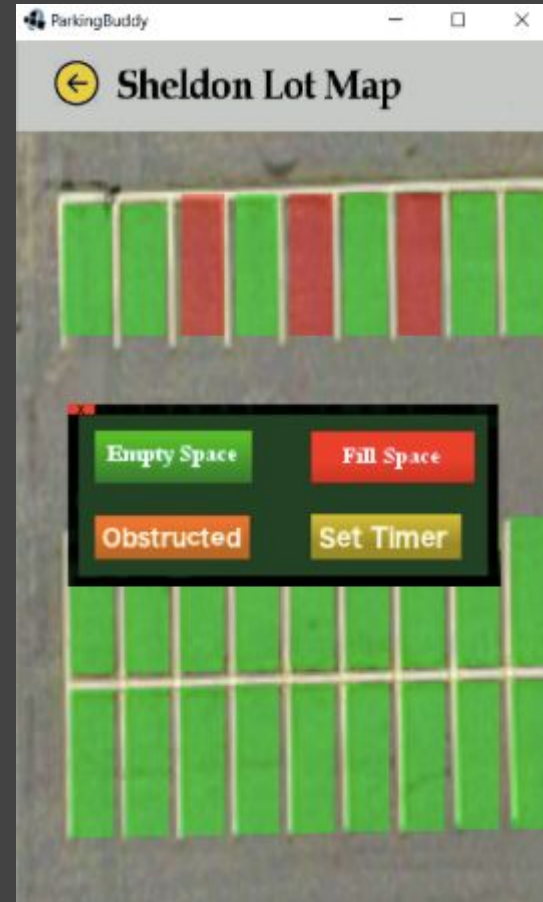 ParkingBuddy
Sheldon Lot Map
X
Empty Space
Fill Space
Obstructed
Set Timer